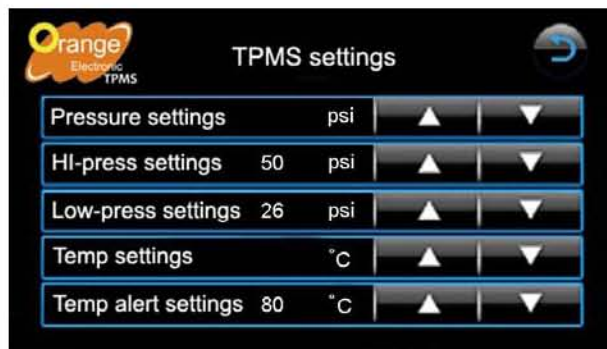 Orange
Electronic
TPMS
TPMS settings
Pressure settings psi
HI-press settings 50 psi
Low-press settings 26 psi
Temp settings °C
Temp alert settings 80 °C